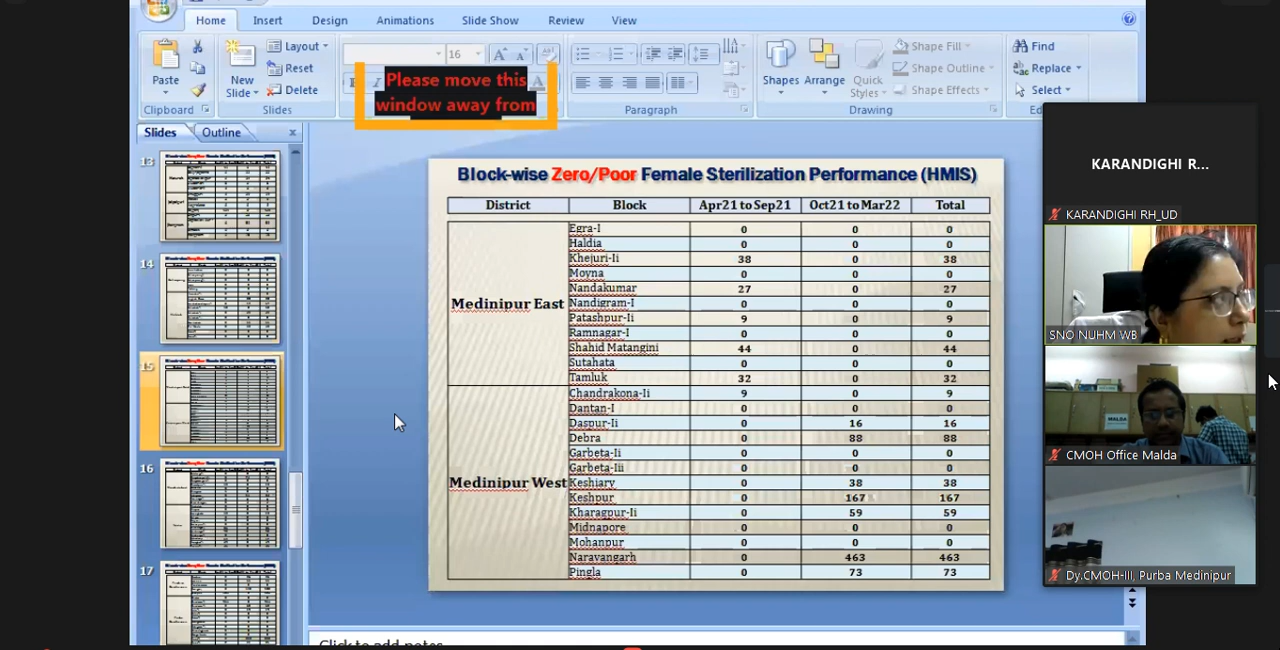 Home Insert Design Animations Slide Show Review View
Paste
Clipboard
New
Slide
Layout
Reset
Delete
Slides
16
Please move this
window away from
Paragraph
Shapes Arrange Quick
Styles
Shape Fill
Shape Outline
Shape Effects
Drawing
Find
Replace
Select
Slides Outline
13
14
15
16
17
Block-wise Zero/Poor Female Sterilization Performance (HMIS)
District Block Apr21 to Sep21 Oct21 to Mar22 Total
Medinipur East
Egra-I 0 0 0
Haldia 0 0 0
Khejuri-Ii 38 0 38
Moyna 0 0 0
Nandakumar 27 0 27
Nandigram-I 0 0 0
Patashpur-Ii 9 0 9
Ramnagar-I 0 0 0
Shahid Matangini 44 0 44
Sutahata 0 0 0
Tamluk 32 0 32
Medinipur West
Chandrakona-Ii 9 0 9
Dantan-I 0 0 0
Daspur-Ii 0 16 16
Debra 0 88 88
Garbeta-Ii 0 0 0
Garbeta-Iii 0 0 0
Keshiary 0 38 38
Keshpur 0 167 167
Kharagpur-Ii 0 59 59
Midnapore 0 0 0
Mohanpur 0 0 0
Narayangarh 0 463 463
Pingla 0 73 73
Click to add notes
KARANDIGHI R...
KARANDIGHI RH_UD
SNO NUHM WB
MALDA
CMOH Office Malda
Dy.CMOH-III, Purba Medinipur